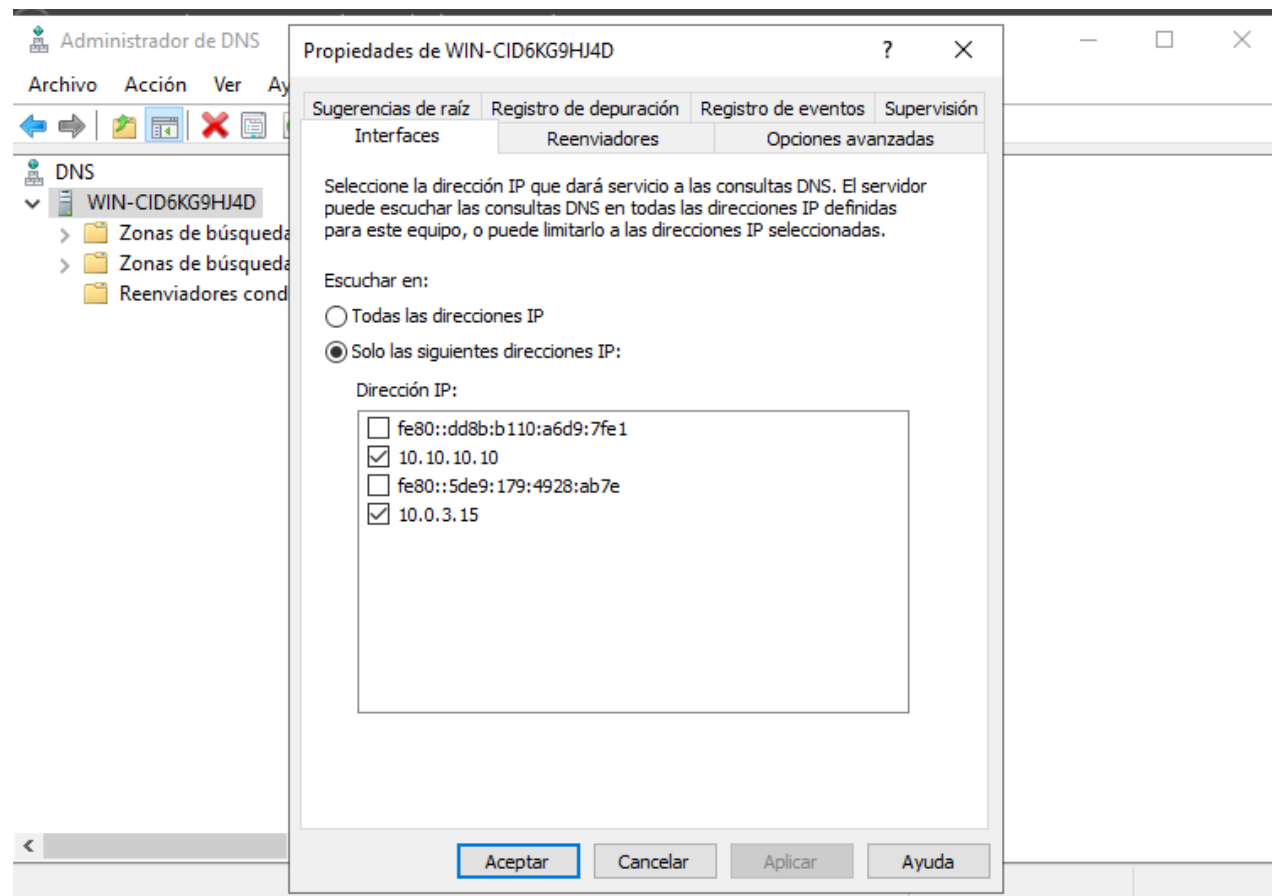 Administrador de DNS
Archivo Acción Ver Ay
DNS
WIN-CID6KG9HJ4D
Zonas de búsqueda
Zonas de búsqueda
Reenviadores cond
Propiedades de WIN-CID6KG9HJ4D
Sugerencias de raíz Registro de depuración Registro de eventos Supervisión
Interfaces Reenviadores Opciones avanzadas
Seleccione la dirección IP que dará servicio a las consultas DNS. El servidor
puede escuchar las consultas DNS en todas las direcciones IP definidas
para este equipo, o puede limitarlo a las direcciones IP seleccionadas.
Escuchar en:
Todas las direcciones IP
Solo las siguientes direcciones IP:
Dirección IP:
fe80::dd8b:b110:a6d9:7fe1
10.10.10.10
fe80::5de9:179:4928:ab7e
10.0.3.15
Aceptar Cancelar Aplicar Ayuda